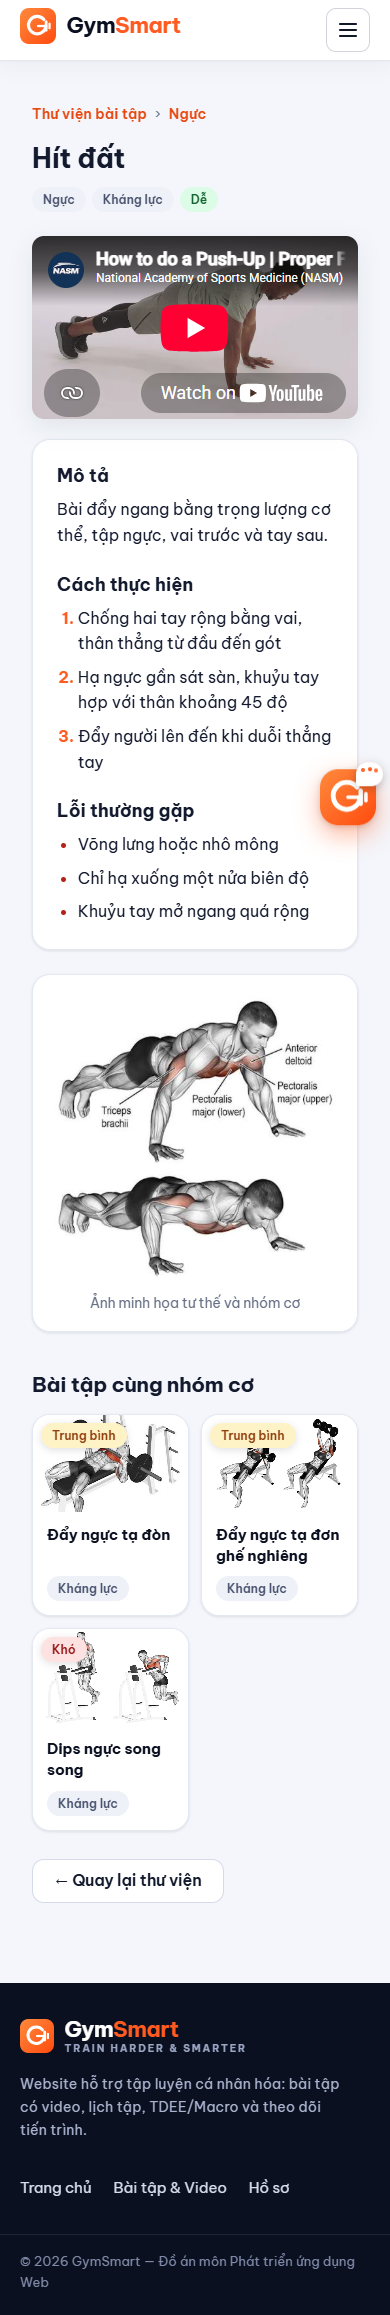 GymSmart
Thư viện bài tập › Ngực
Hít đất
Ngực Kháng lực Dễ
NASM
How to do a Push-Up | Proper F
National Academy of Sports Medicine (NASM)
Watch on YouTube
Mô tả
Bài đẩy ngang bằng trọng lượng cơ
thể, tập ngực, vai trước và tay sau.
Cách thực hiện
1. Chống hai tay rộng bằng vai,
thân thẳng từ đầu đến gót
2. Hạ ngực gần sát sàn, khuỷu tay
hợp với thân khoảng 45 độ
3. Đẩy người lên đến khi duỗi thẳng
tay
Lỗi thường gặp
• Võng lưng hoặc nhô mông
• Chỉ hạ xuống một nửa biên độ
• Khuỷu tay mở ngang quá rộng
Anterior
deltoid
Pectoralis
major (upper)
Pectoralis
major (lower)
Triceps
brachii
Ảnh minh họa tư thế và nhóm cơ
Bài tập cùng nhóm cơ
Trung bình
Đẩy ngực tạ đòn
Kháng lực
Trung bình
Đẩy ngực tạ đơn
ghế nghiêng
Kháng lực
Khó
Dips ngực song
song
Kháng lực
← Quay lại thư viện
GymSmart
TRAIN HARDER & SMARTER
Website hỗ trợ tập luyện cá nhân hóa: bài tập
có video, lịch tập, TDEE/Macro và theo dõi
tiến trình.
Trang chủ Bài tập & Video Hồ sơ
© 2026 GymSmart — Đồ án môn Phát triển ứng dụng
Web